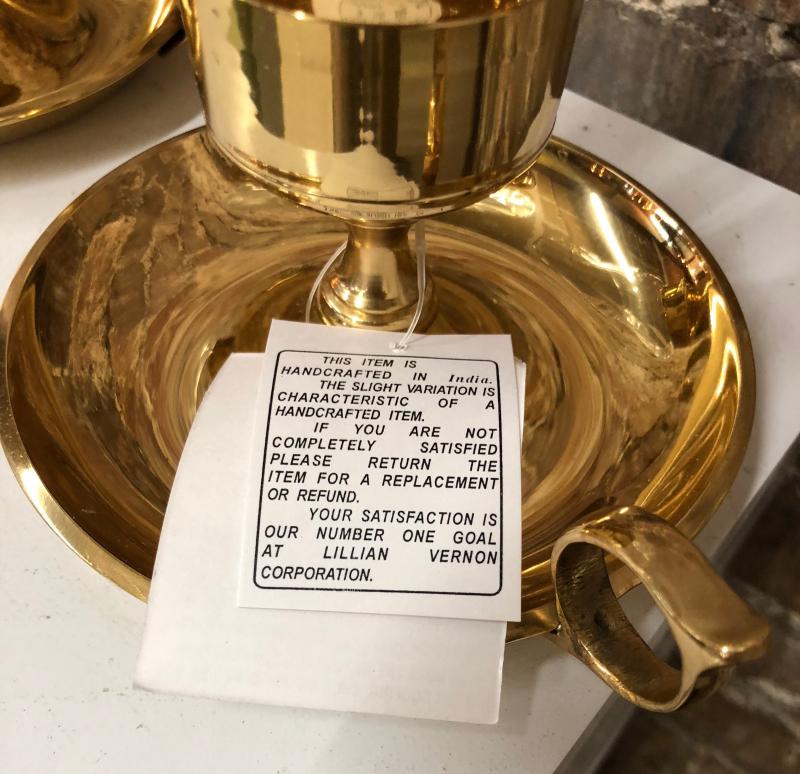 THIS ITEM IS
HANDCRAFTED IN India.
THE SLIGHT VARIATION IS
CHARACTERISTIC OF A
HANDCRAFTED ITEM.
IF YOU ARE NOT
COMPLETELY SATISFIED
PLEASE RETURN THE
ITEM FOR A REPLACEMENT
OR REFUND.
YOUR SATISFACTION IS
OUR NUMBER ONE GOAL
AT LILLIAN VERNON
CORPORATION.